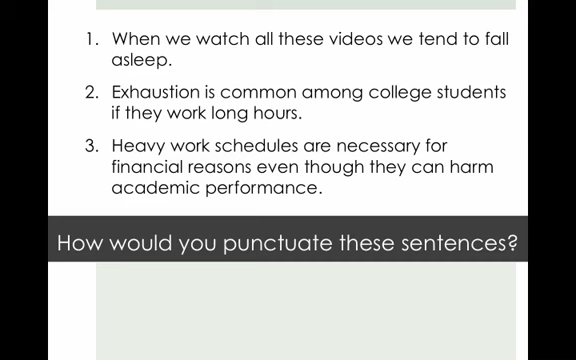 1. When we watch all these videos we tend to fall
asleep.
2. Exhaustion is common among college students
if they work long hours.
3. Heavy work schedules are necessary for
financial reasons even though they can harm
academic performance.
How would you punctuate these sentences?